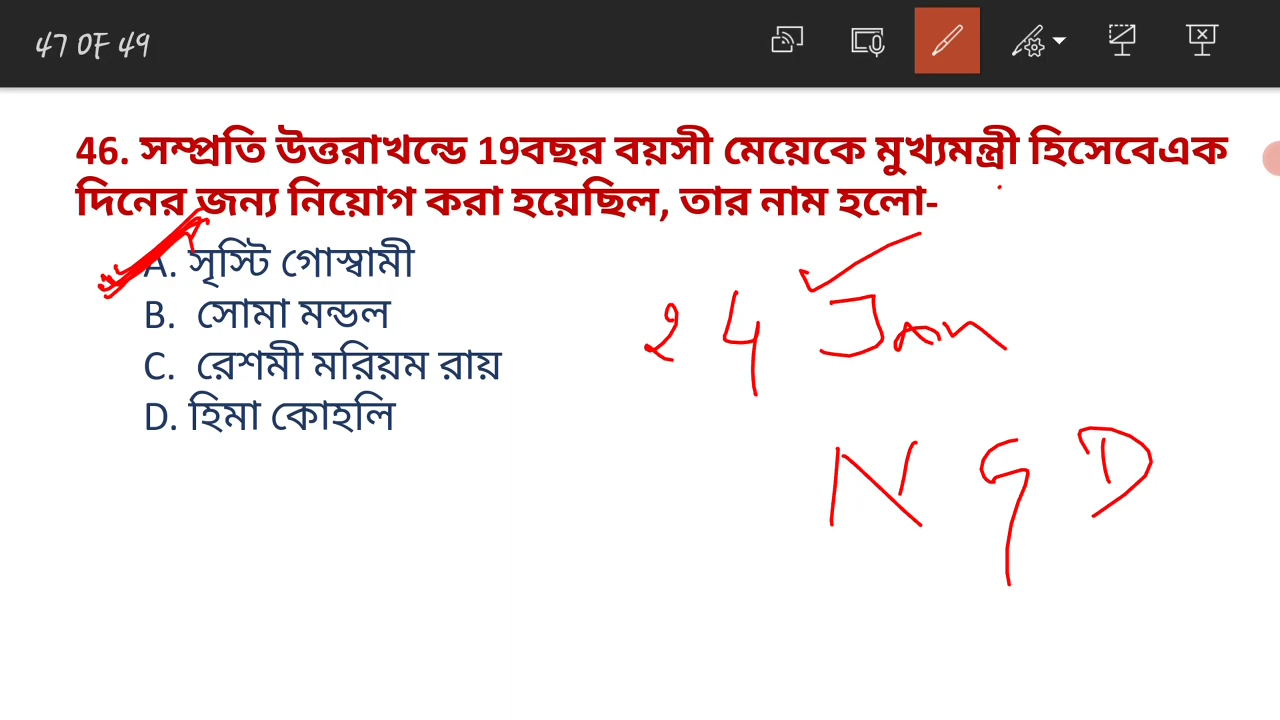 47 OF 49
46. সম্প্রতি উত্তরাখন্ডে 19বছর বয়সী মেয়েকে মুখ্যমন্ত্রী হিসেবেএক
দিনের জন্য নিয়োগ করা হয়েছিল, তার নাম হলো-
A. সৃস্টি গোস্বামী
B. সোমা মন্ডল
C. রেশমী মরিয়ম রায়
D. হিমা কোহলি
24 Jan
N G D